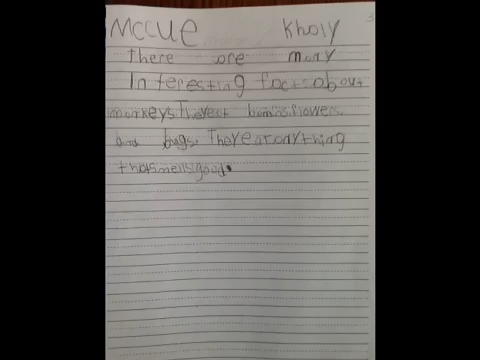 Mccue Kholy
There are many
Interesting facts about
monkeys. They eat bananas. flowers.
and bugs. They eat anything
that smells good.